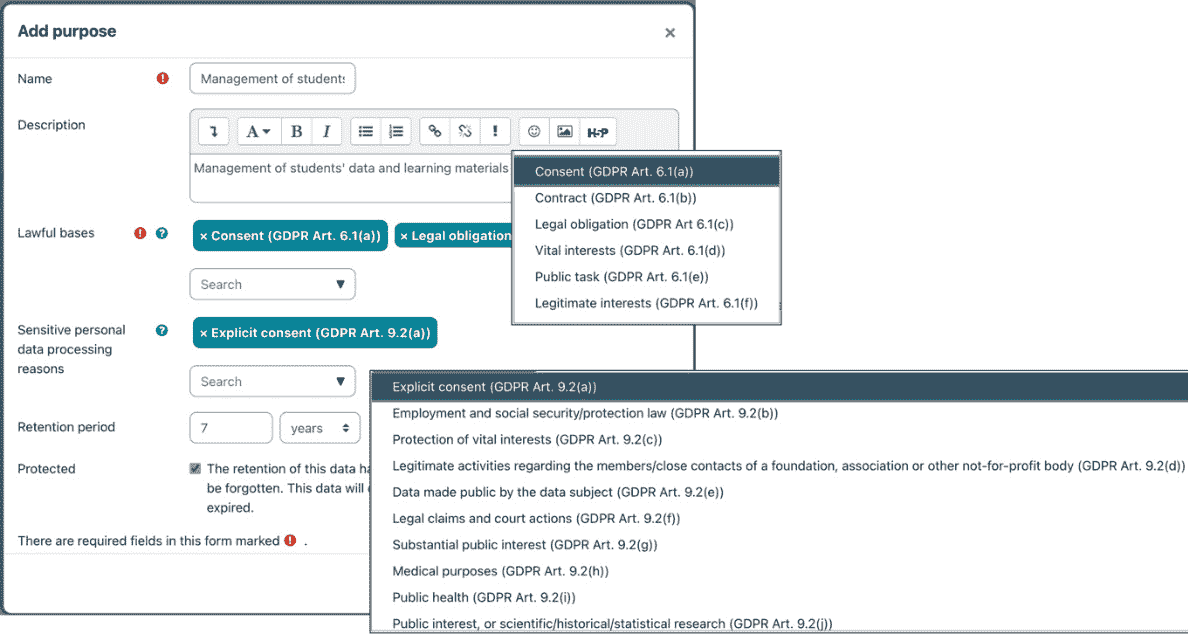 Add purpose
×
Name
Management of students
Description
A
B
I
H-P
Management of students' data and learning materials
Lawful bases
× Consent (GDPR Art. 6.1(a))
× Legal obligation
Search
Consent (GDPR Art. 6.1(a))
Contract (GDPR Art. 6.1(b))
Legal obligation (GDPR Art 6.1(c))
Vital interests (GDPR Art. 6.1(d))
Public task (GDPR Art. 6.1(e))
Legitimate interests (GDPR Art. 6.1(f))
Sensitive personal
data processing
reasons
× Explicit consent (GDPR Art. 9.2(a))
Search
Explicit consent (GDPR Art. 9.2(a))
Employment and social security/protection law (GDPR Art. 9.2(b))
Protection of vital interests (GDPR Art. 9.2(c))
Legitimate activities regarding the members/close contacts of a foundation, association or other not-for-profit body (GDPR Art. 9.2(d))
Data made public by the data subject (GDPR Art. 9.2(e))
Legal claims and court actions (GDPR Art. 9.2(f))
Substantial public interest (GDPR Art. 9.2(g))
Medical purposes (GDPR Art. 9.2(h))
Public health (GDPR Art. 9.2(i))
Public interest, or scientific/historical/statistical research (GDPR Art. 9.2(j))
Retention period
7
years
Protected
The retention of this data
be forgotten. This data will
expired.
There are required fields in this form marked .